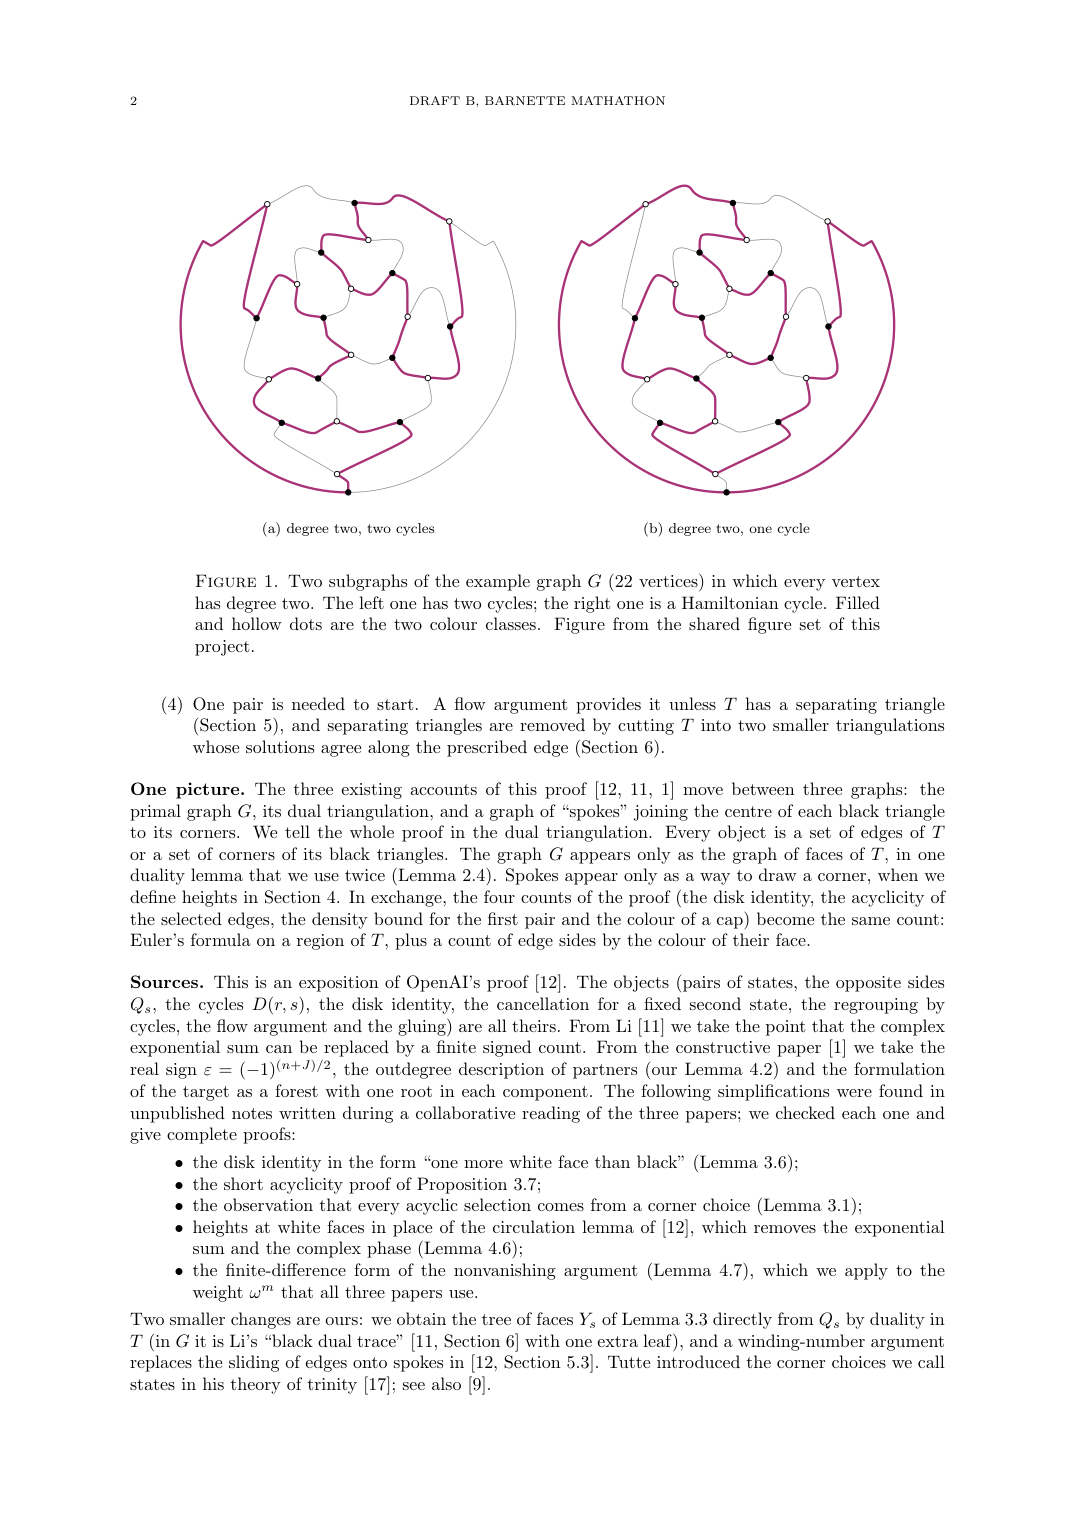 2
DRAFT B, BARNETTE MATHATHON
(a) degree two, two cycles
(b) degree two, one cycle
FIGURE 1. Two subgraphs of the example graph G (22 vertices) in which every vertex
has degree two. The left one has two cycles; the right one is a Hamiltonian cycle. Filled
and hollow dots are the two colour classes. Figure from the shared figure set of this
project.
(4) One pair is needed to start. A flow argument provides it unless T has a separating triangle
(Section 5), and separating triangles are removed by cutting T into two smaller triangulations
whose solutions agree along the prescribed edge (Section 6).
One picture. The three existing accounts of this proof [12, 11, 1] move between three graphs: the
primal graph G, its dual triangulation, and a graph of “spokes” joining the centre of each black triangle
to its corners. We tell the whole proof in the dual triangulation. Every object is a set of edges of T
or a set of corners of its black triangles. The graph G appears only as the graph of faces of T, in one
duality lemma that we use twice (Lemma 2.4). Spokes appear only as a way to draw a corner, when we
define heights in Section 4. In exchange, the four counts of the proof (the disk identity, the acyclicity of
the selected edges, the density bound for the first pair and the colour of a cap) become the same count:
Euler’s formula on a region of T, plus a count of edge sides by the colour of their face.
Sources. This is an exposition of OpenAI’s proof [12]. The objects (pairs of states, the opposite sides
Qₛ, the cycles D(r, s), the disk identity, the cancellation for a fixed second state, the regrouping by
cycles, the flow argument and the gluing) are all theirs. From Li [11] we take the point that the complex
exponential sum can be replaced by a finite signed count. From the constructive paper [1] we take the
real sign ε = (−1)^{(n+J)/2}, the outdegree description of partners (our Lemma 4.2) and the formulation
of the target as a forest with one root in each component. The following simplifications were found in
unpublished notes written during a collaborative reading of the three papers; we checked each one and
give complete proofs:
• the disk identity in the form “one more white face than black” (Lemma 3.6);
• the short acyclicity proof of Proposition 3.7;
• the observation that every acyclic selection comes from a corner choice (Lemma 3.1);
• heights at white faces in place of the circulation lemma of [12], which removes the exponential
sum and the complex phase (Lemma 4.6);
• the finite-difference form of the nonvanishing argument (Lemma 4.7), which we apply to the
weight ωᵐ that all three papers use.
Two smaller changes are ours: we obtain the tree of faces Yₛ of Lemma 3.3 directly from Qₛ by duality in
T (in G it is Li’s “black dual trace” [11, Section 6] with one extra leaf), and a winding-number argument
replaces the sliding of edges onto spokes in [12, Section 5.3]. Tutte introduced the corner choices we call
states in his theory of trinity [17]; see also [9].